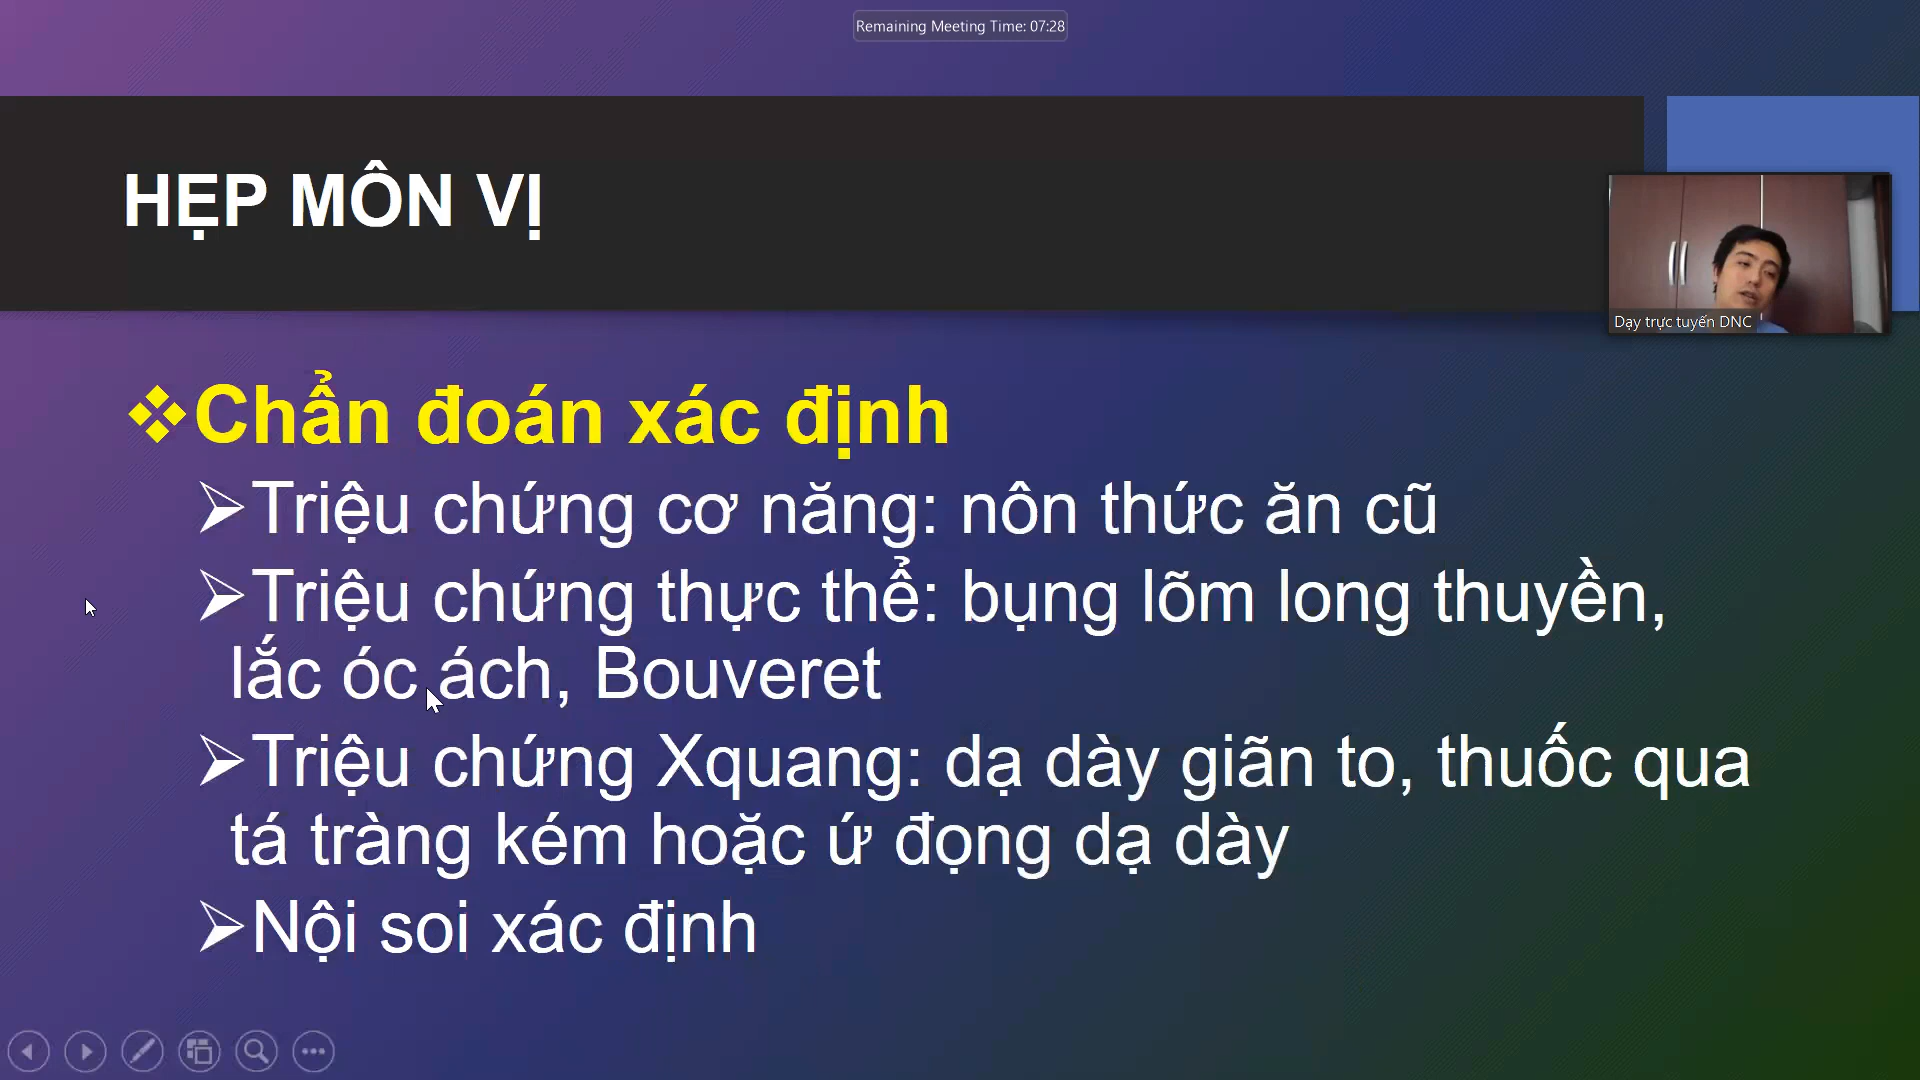 Remaining Meeting Time: 07:28
HẸP MÔN VỊ
Dạy trực tuyến DNC
Chẩn đoán xác định
Triệu chứng cơ năng: nôn thức ăn cũ
Triệu chứng thực thể: bụng lõm long thuyền,
lắc óc ách, Bouveret
Triệu chứng Xquang: dạ dày giãn to, thuốc qua
tá tràng kém hoặc ứ đọng dạ dày
Nội soi xác định